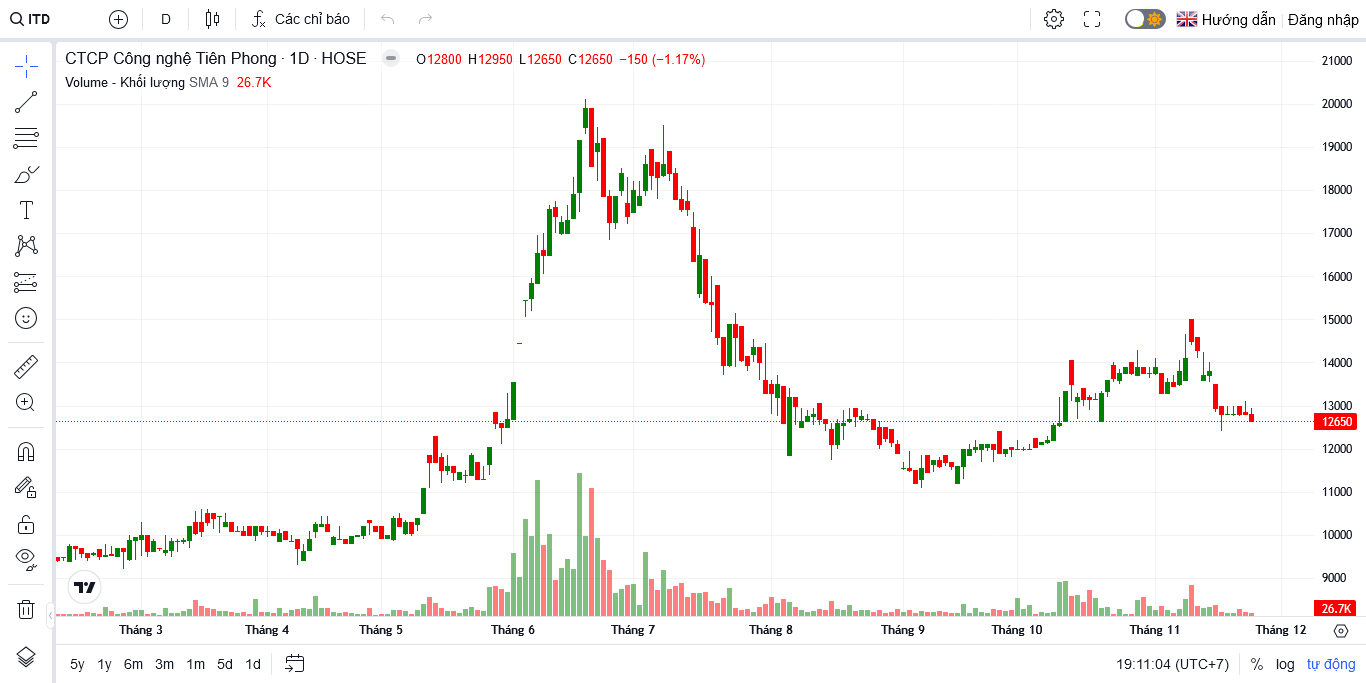 ITD D Các chỉ báo Hướng dẫn Đăng nhập
CTCP Công nghệ Tiên Phong · 1D · HOSE O12800 H12950 L12650 C12650 −150 (−1.17%)
Volume - Khối lượng SMA 9 26.7K
21000
20000
19000
18000
17000
16000
15000
14000
13000
12650
12000
11000
10000
9000
26.7K
Tháng 3 Tháng 4 Tháng 5 Tháng 6 Tháng 7 Tháng 8 Tháng 9 Tháng 10 Tháng 11 Tháng 12
5y 1y 6m 3m 1m 5d 1d 19:11:04 (UTC+7) % log tự động